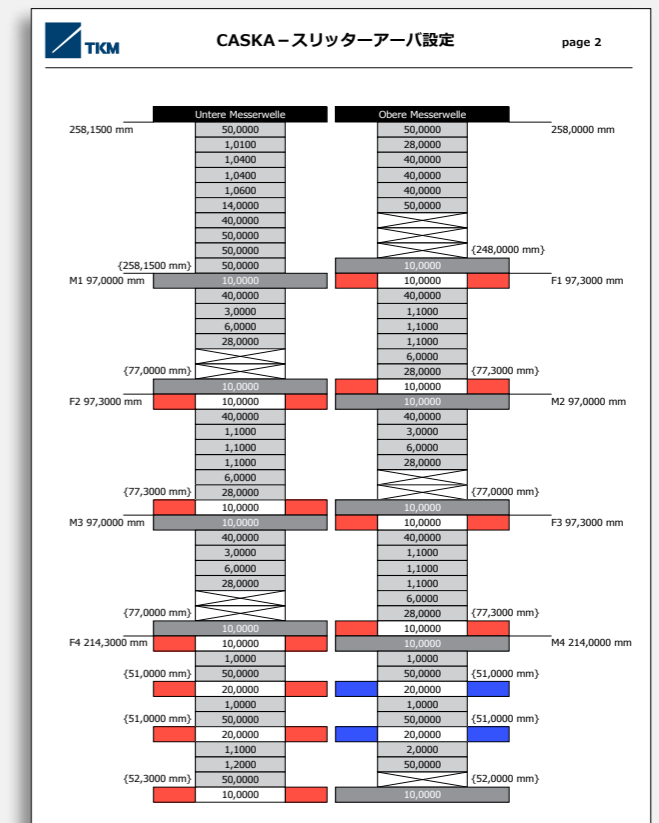 TKM
CASKA－スリッターアーバ設定
page 2
Untere Messerwelle Obere Messerwelle
258,1500 mm 50,0000 50,0000 258,0000 mm
1,0100 28,0000
1,0400 40,0000
1,0400 40,0000
1,0600 40,0000
14,0000 50,0000
40,0000
50,0000
50,0000 {248,0000 mm}
{258,1500 mm} 50,0000 10,0000
M1 97,0000 mm 10,0000 10,0000 F1 97,3000 mm
40,0000 40,0000
3,0000 1,1000
6,0000 1,1000
28,0000 1,1000
6,0000
{77,0000 mm} 28,0000 {77,3000 mm}
10,0000 10,0000
F2 97,3000 mm 10,0000 10,0000 M2 97,0000 mm
40,0000 40,0000
1,1000 3,0000
1,1000 6,0000
1,1000 28,0000
6,0000
{77,3000 mm} 28,0000 {77,0000 mm}
10,0000 10,0000
M3 97,0000 mm 10,0000 10,0000 F3 97,3000 mm
40,0000 40,0000
3,0000 1,1000
6,0000 1,1000
28,0000 1,1000
6,0000
{77,0000 mm} 28,0000 {77,3000 mm}
10,0000 10,0000
F4 214,3000 mm 10,0000 10,0000 M4 214,0000 mm
1,0000 1,0000
{51,0000 mm} 50,0000 50,0000 {51,0000 mm}
20,0000 20,0000
1,0000 1,0000
{51,0000 mm} 50,0000 50,0000 {51,0000 mm}
20,0000 20,0000
1,1000 2,0000
1,2000 50,0000
{52,3000 mm} 50,0000 {52,0000 mm}
10,0000 10,0000